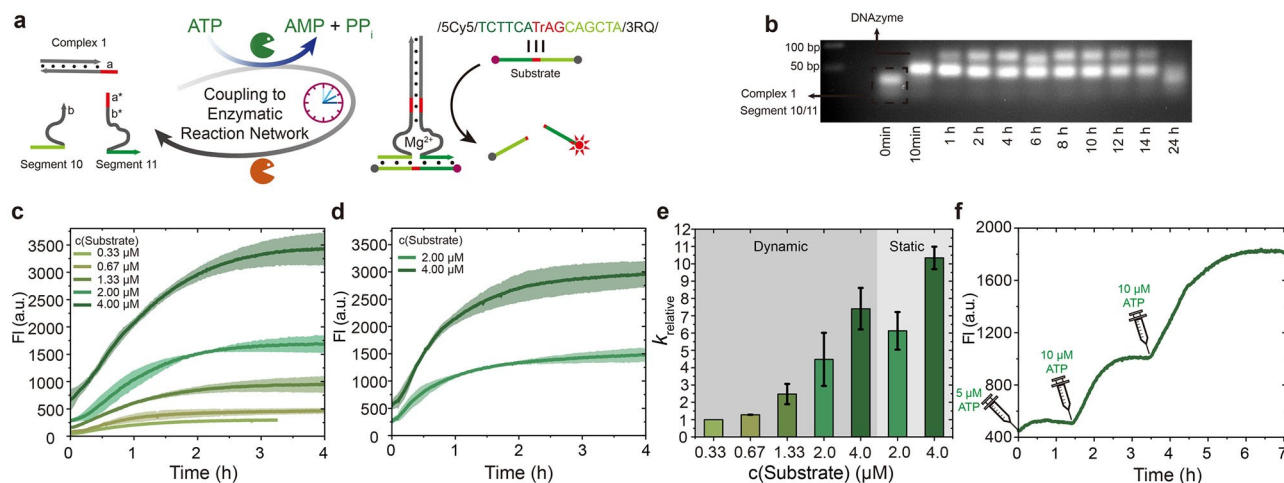 a
ATP
AMP + PPi
Complex 1
a
a*
b*
b
Segment 10
Segment 11
Coupling to
Enzymatic
Reaction Network
/5Cy5/TCTTCATrAGCAGCTA/3RQ/
Substrate
Mg2+
b
DNAzyme
100 bp
50 bp
Complex 1
Segment 10/11
0min
10min
1 h
2 h
4 h
6 h
8 h
10 h
12 h
14 h
24 h
c
c(Substrate)
0.33 µM
0.67 µM
1.33 µM
2.00 µM
4.00 µM
FI (a.u.)
3500
3000
2500
2000
1500
1000
500
0
0 1 2 3 4
Time (h)
d
c(Substrate)
2.00 µM
4.00 µM
FI (a.u.)
3500
3000
2500
2000
1500
1000
500
0
0 1 2 3 4
Time (h)
e
Dynamic
Static
krelative
12
11
10
9
8
7
6
5
4
3
2
1
0
0.33 0.67 1.33 2.0 4.0 2.0 4.0
c(Substrate) (µM)
f
FI (a.u.)
2000
1600
1200
800
400
5 µM
ATP
10 µM
ATP
10 µM
ATP
0 1 2 3 4 5 6 7
Time (h)